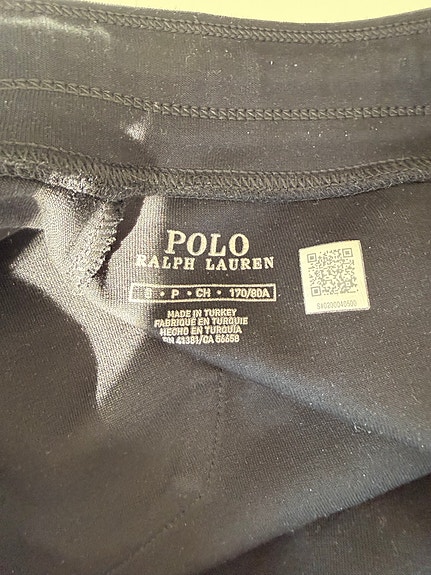 POLO
RALPH LAUREN
S • P • CH • 170/80A
MADE IN TURKEY
FABRIQUE EN TURQUIE
HECHO EN TURQUIA
RN 41381/CA 56658